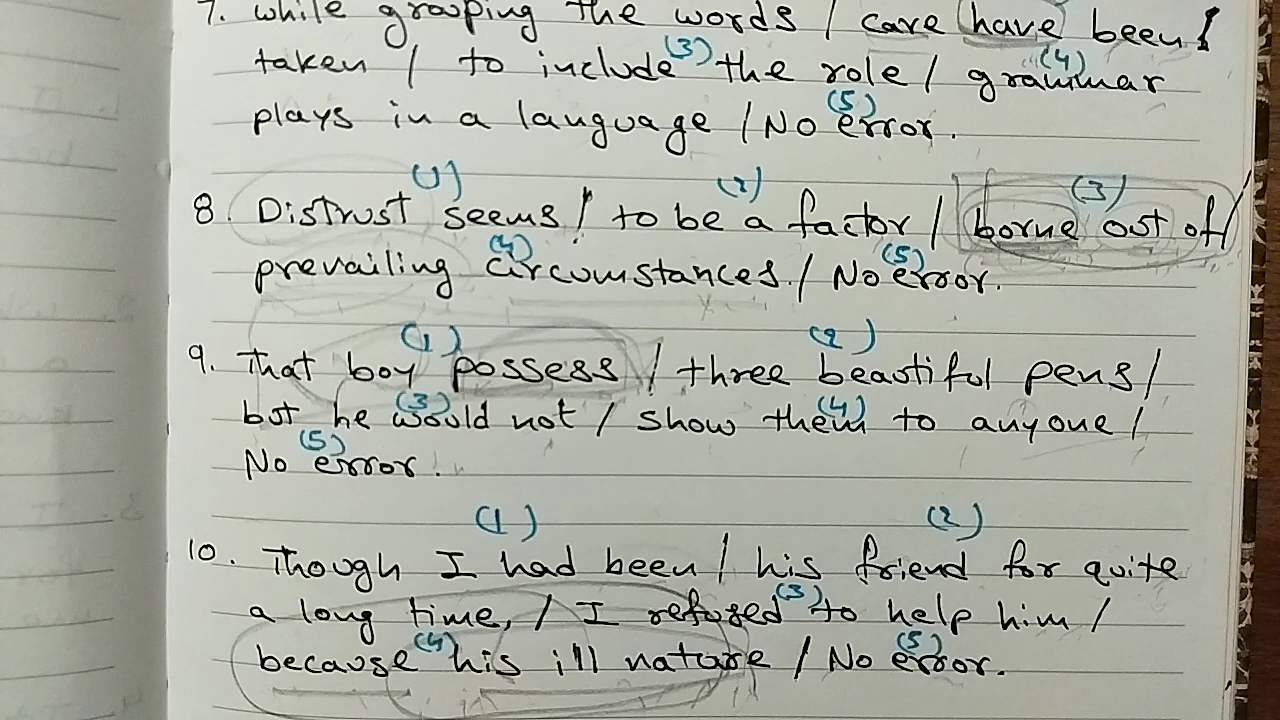 7. while grouping the words / care have been /
(3) (4)
taken / to include the role / grammar
(5)
plays in a language / No error.
(1) (2) (3)
8. Distrust seems / to be a factor / borne out of /
(4) (5)
prevailing circumstances. / No error.
(1) (2)
9. That boy possess / three beautiful pens /
(3) (4)
but he would not / show them to anyone /
(5)
No error.
(1) (2)
10. Though I had been / his friend for quite
(3)
a long time, / I refused to help him /
(4) (5)
because his ill nature / No error.